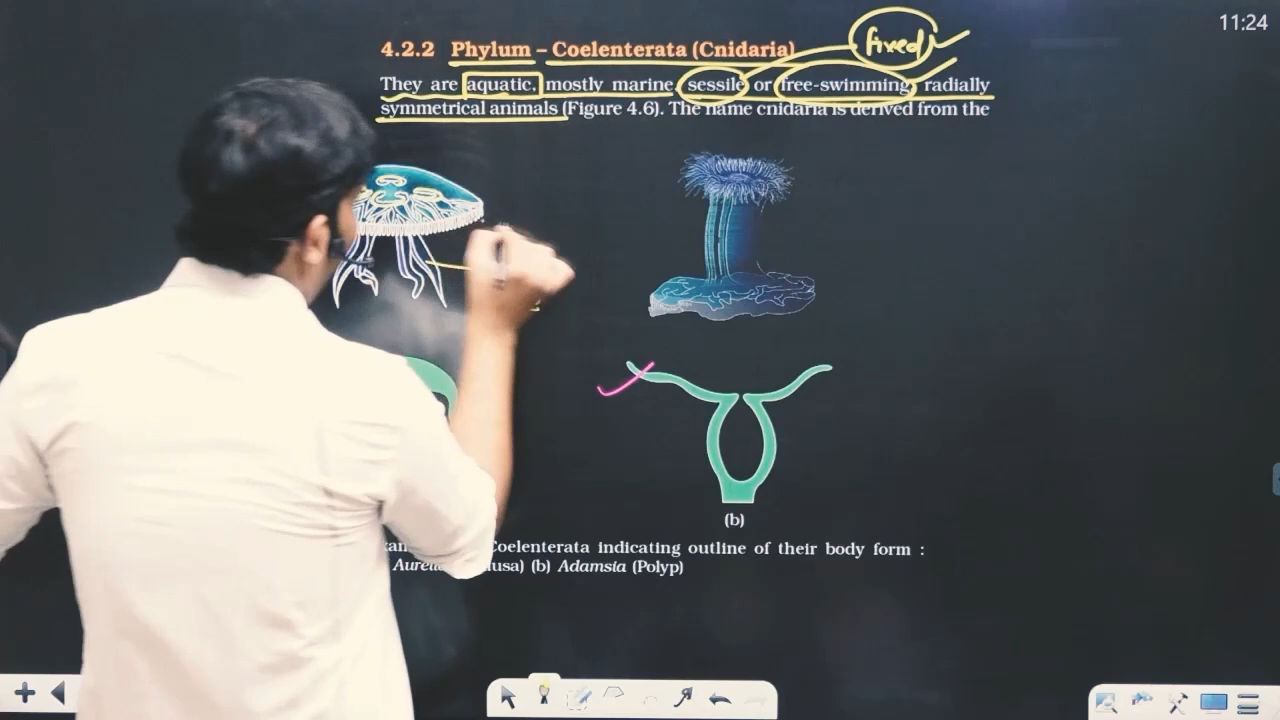 11:24
fixed
4.2.2 Phylum – Coelenterata (Cnidaria)
They are aquatic, mostly marine, sessile or free-swimming, radially
symmetrical animals (Figure 4.6). The name cnidaria is derived from the
(b)
Coelenterata indicating outline of their body form :
(b) Adamsia (Polyp)